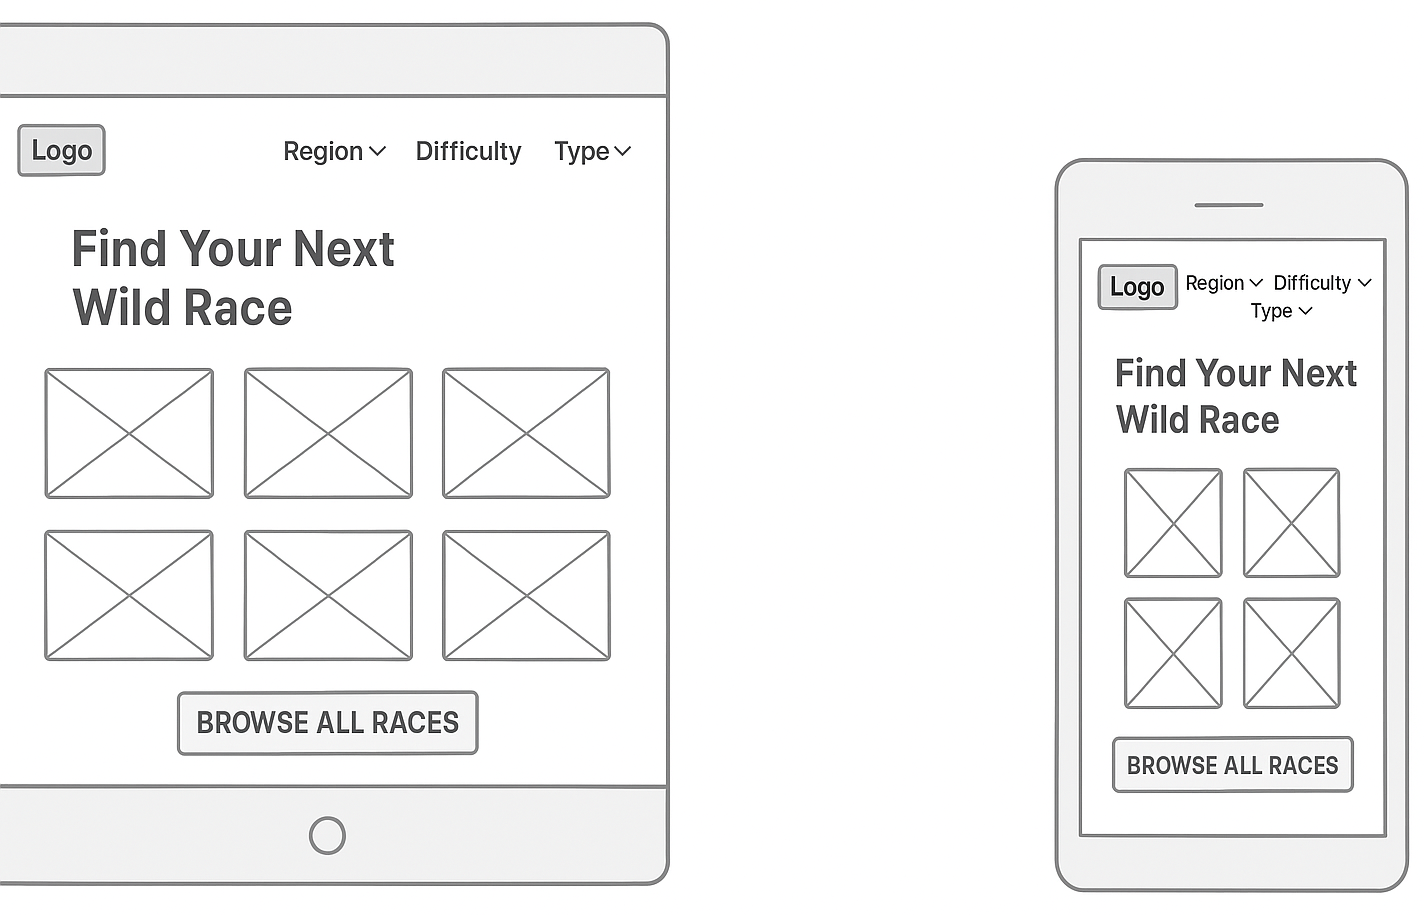 Logo
Region Difficulty Type
Find Your Next
Wild Race
BROWSE ALL RACES
Logo Region Difficulty
Type
Find Your Next
Wild Race
BROWSE ALL RACES